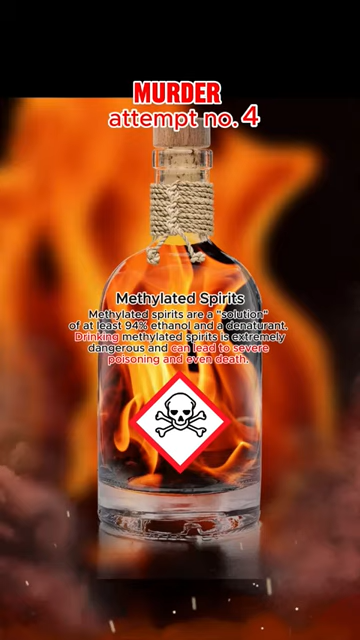 MURDER
attempt no. 4
Methylated Spirits
Methylated spirits are a "solution"
of at least 94% ethanol and a denaturant.
Drinking methylated spirits is extremely
dangerous and can lead to severe
poisoning and even death.